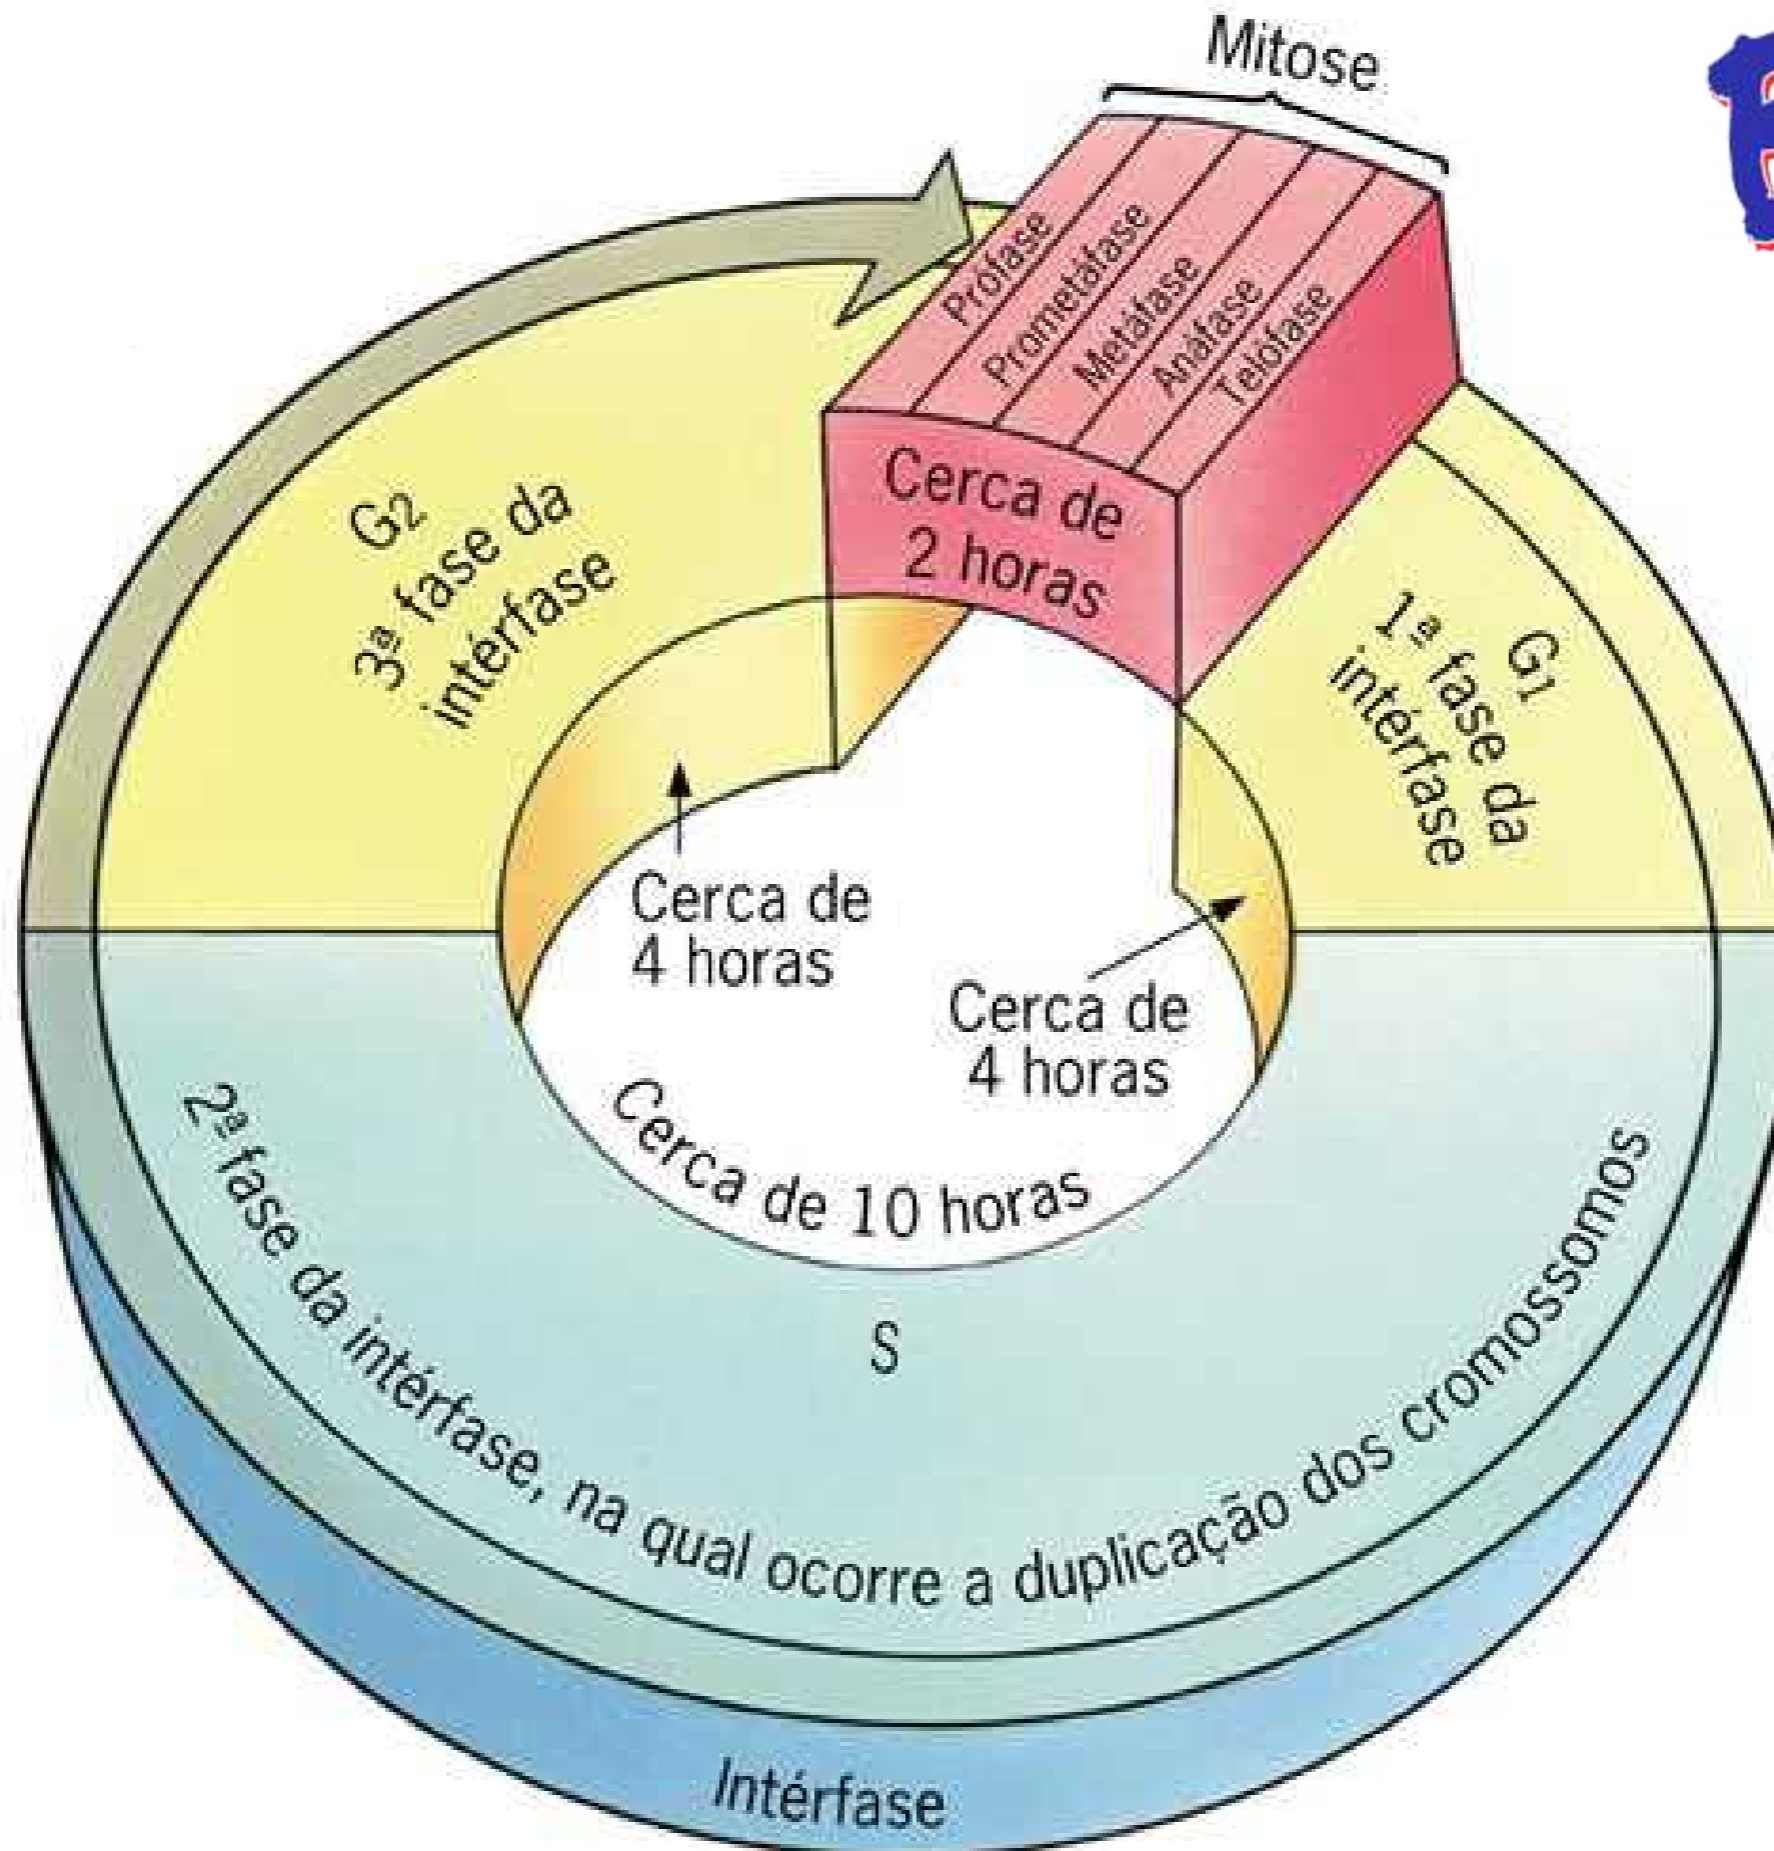 Mitose
Prófase
Prometáfase
Metáfase
Anáfase
Telófase
Cerca de
2 horas
G2
3ª fase da
intérfase
G1
1ª fase da
intérfase
Cerca de
4 horas
Cerca de
4 horas
Cerca de 10 horas
S
2ª fase da intérfase, na qual ocorre a duplicação dos cromossomos
Intérfase